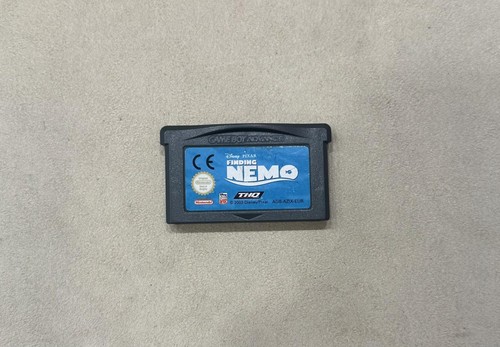 GAME BOY ADVANCE
CE
Disney PIXAR
FINDING
NEMO
THQ
Nintendo